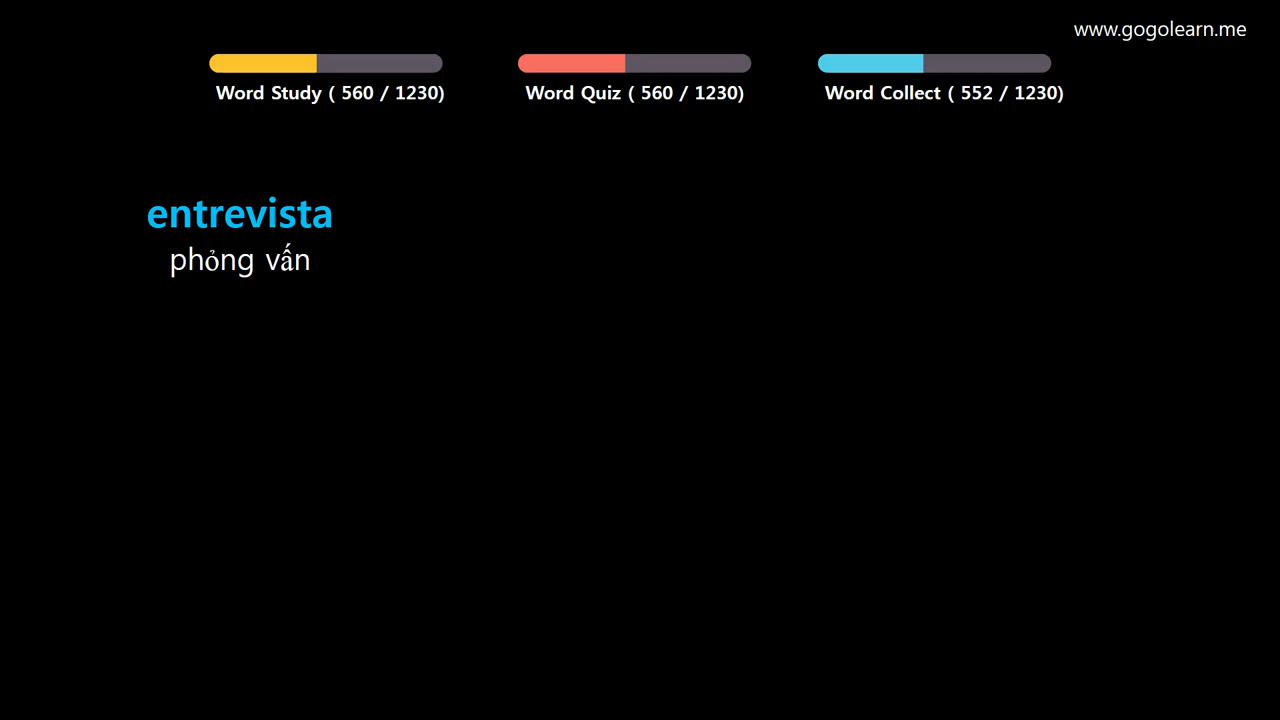 www.gogolearn.me
Word Study ( 560 / 1230)
Word Quiz ( 560 / 1230)
Word Collect ( 552 / 1230)
entrevista
phỏng vấn